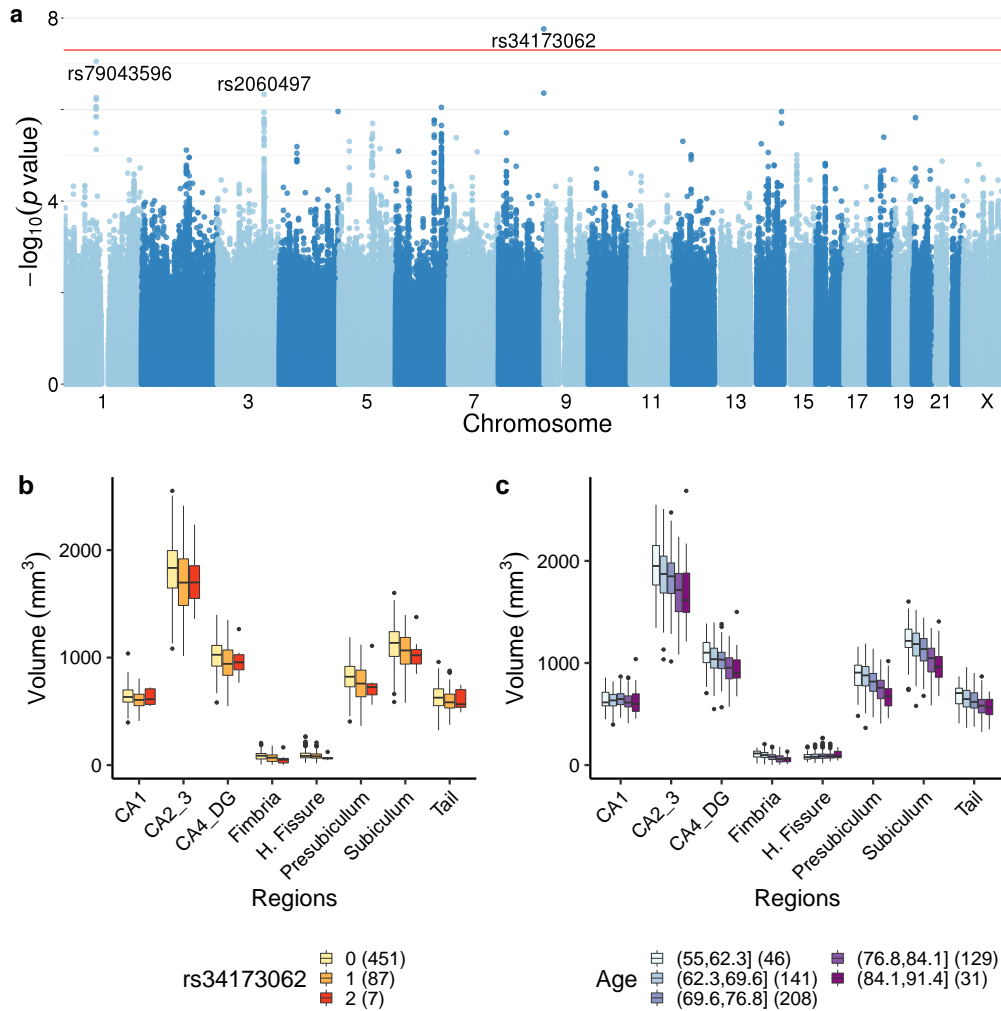 a
8
4
0
−log10(p value)
rs34173062
rs79043596
rs2060497
1 3 5 7 9 11 13 15 17 19 21 X
Chromosome
b
Volume (mm³)
2000
1000
0
CA1 CA2_3 CA4_DG Fimbria H. Fissure Presubiculum Subiculum Tail
Regions
rs34173062
0 (451)
1 (87)
2 (7)
c
Volume (mm³)
2000
1000
0
CA1 CA2_3 CA4_DG Fimbria H. Fissure Presubiculum Subiculum Tail
Regions
Age
(55,62.3] (46)
(62.3,69.6] (141)
(69.6,76.8] (208)
(76.8,84.1] (129)
(84.1,91.4] (31)